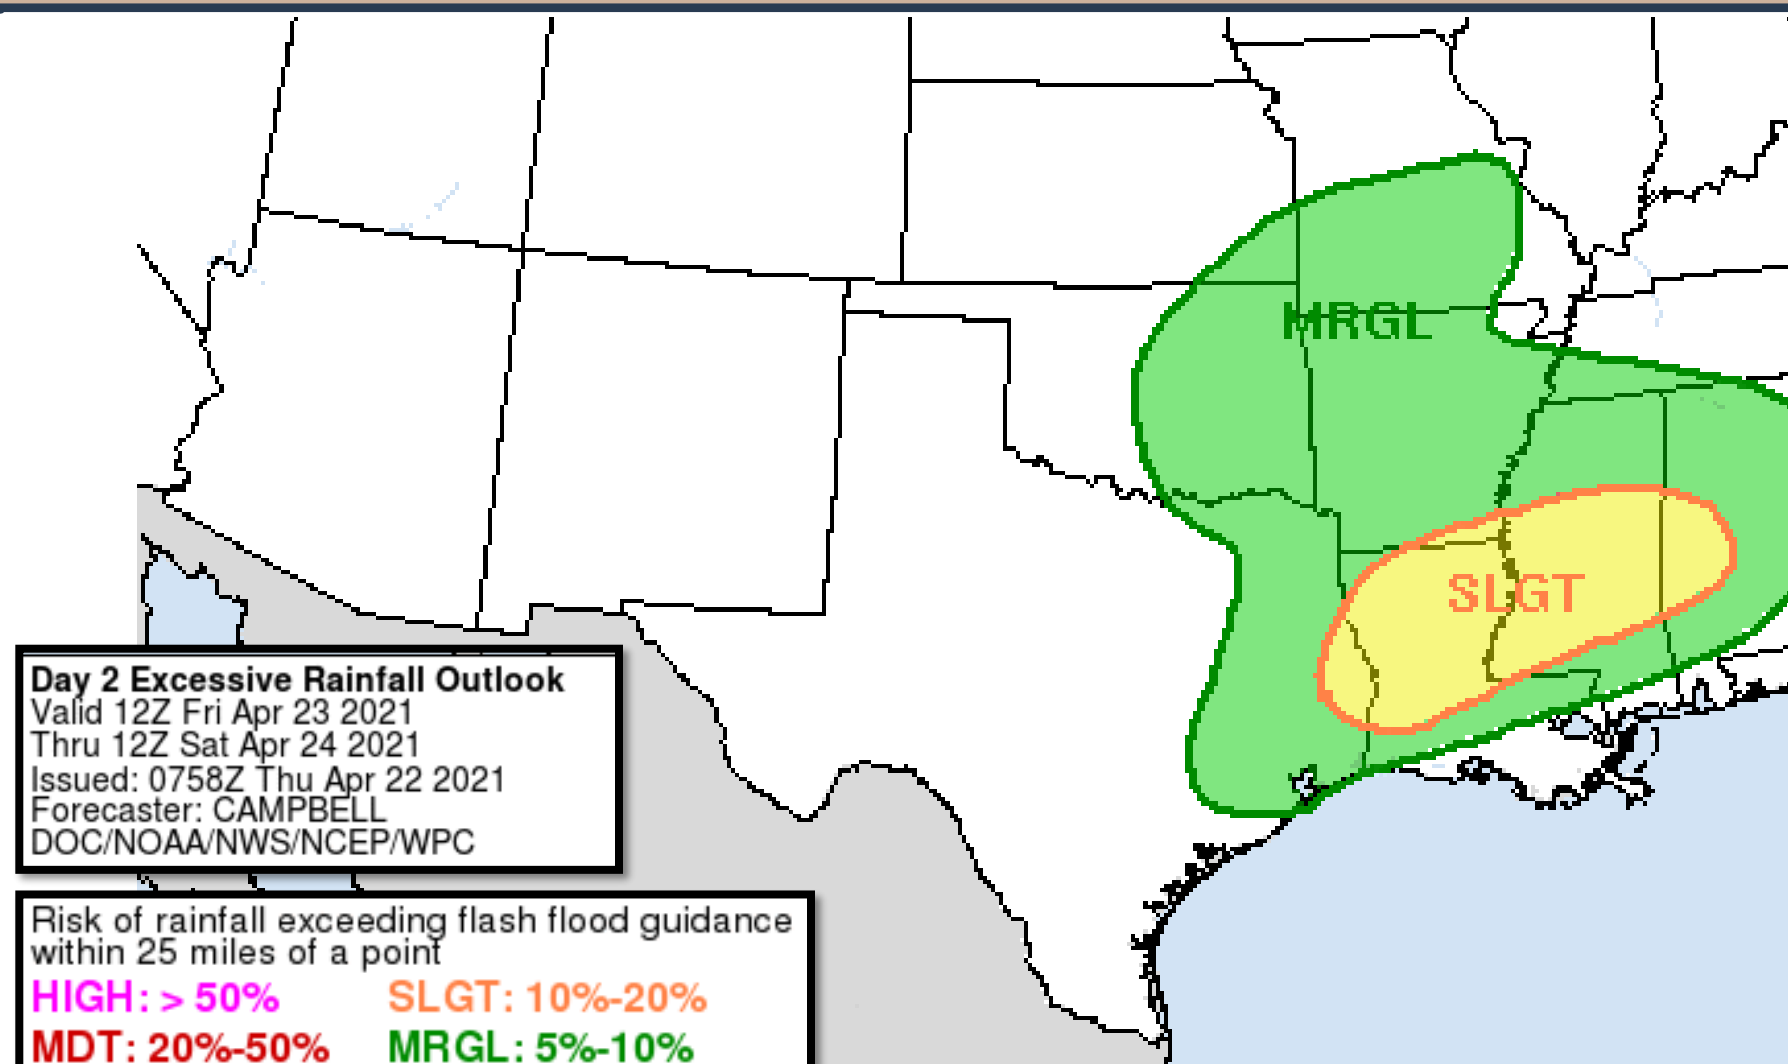 MRGL
SLGT
Day 2 Excessive Rainfall Outlook
Valid 12Z Fri Apr 23 2021
Thru 12Z Sat Apr 24 2021
Issued: 0758Z Thu Apr 22 2021
Forecaster: CAMPBELL
DOC/NOAA/NWS/NCEP/WPC
Risk of rainfall exceeding flash flood guidance
within 25 miles of a point
HIGH: > 50% SLGT: 10%-20%
MDT: 20%-50% MRGL: 5%-10%